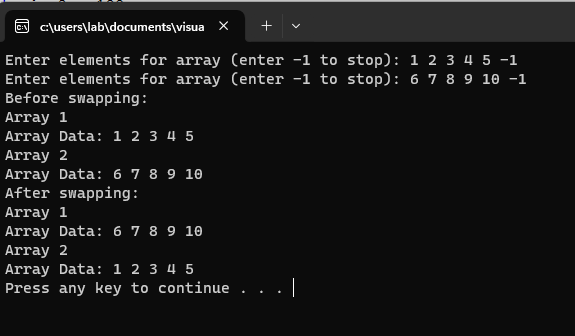 c:\users\lab\documents\visua
Enter elements for array (enter -1 to stop): 1 2 3 4 5 -1
Enter elements for array (enter -1 to stop): 6 7 8 9 10 -1
Before swapping:
Array 1
Array Data: 1 2 3 4 5
Array 2
Array Data: 6 7 8 9 10
After swapping:
Array 1
Array Data: 6 7 8 9 10
Array 2
Array Data: 1 2 3 4 5
Press any key to continue . . .